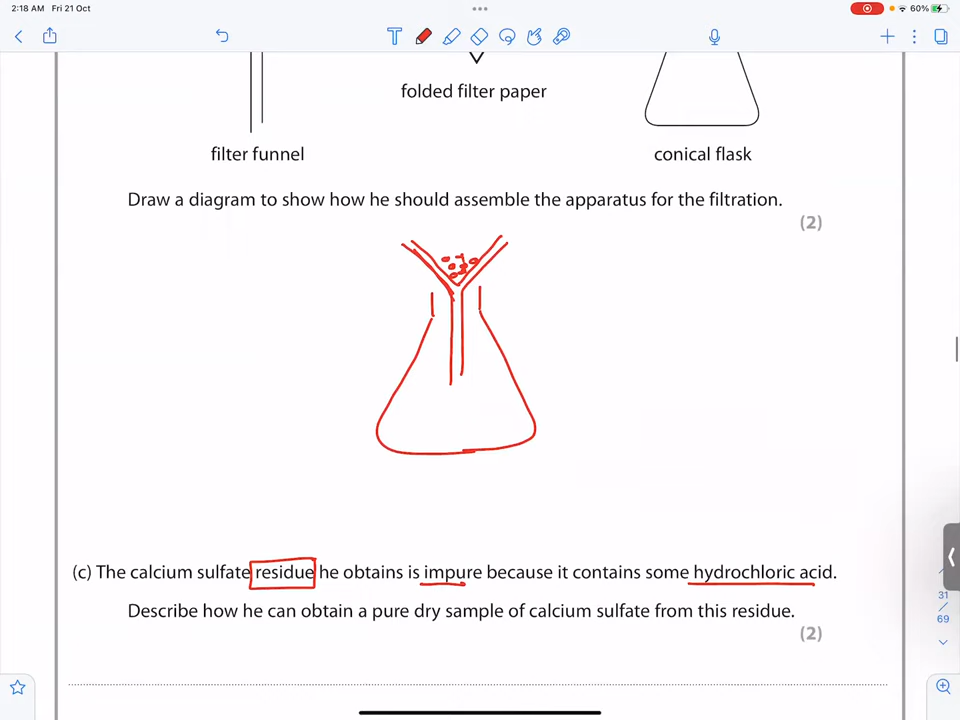 2:18 AM Fri 21 Oct
60%
T
folded filter paper
filter funnel
conical flask
Draw a diagram to show how he should assemble the apparatus for the filtration.
(2)
(c) The calcium sulfate residue he obtains is impure because it contains some hydrochloric acid.
Describe how he can obtain a pure dry sample of calcium sulfate from this residue.
(2)
31
/
69